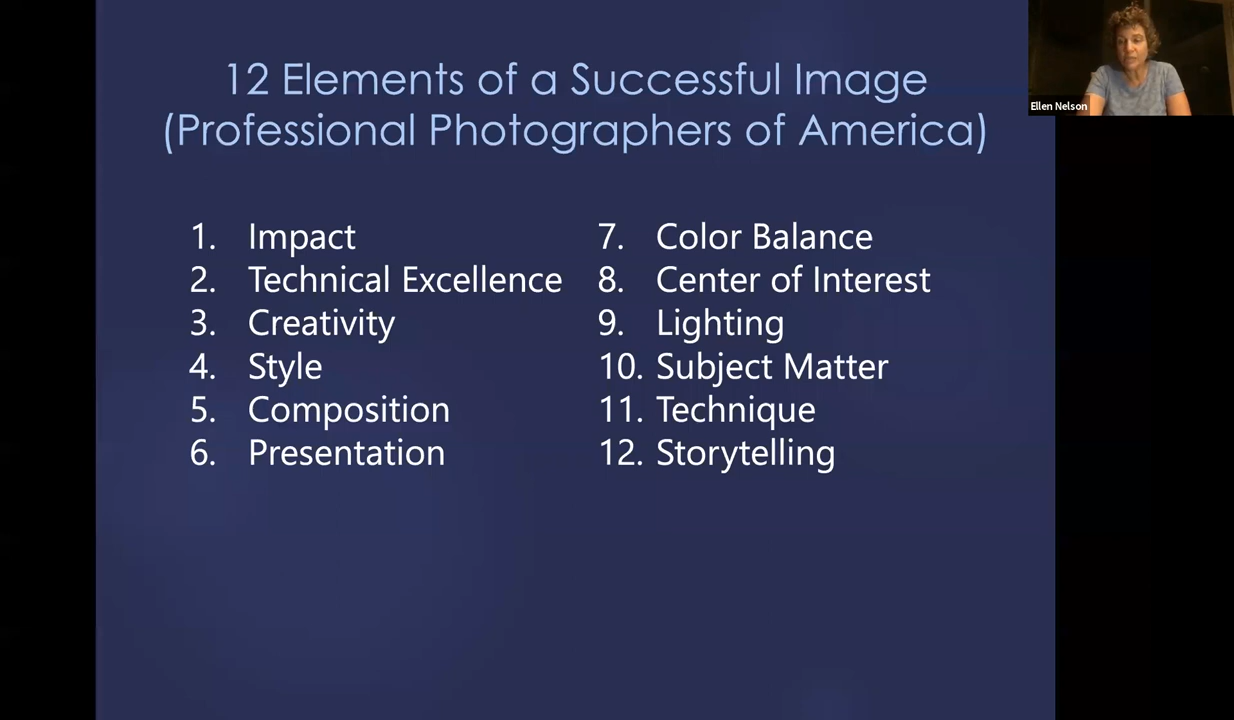 12 Elements of a Successful Image
(Professional Photographers of America)
1. Impact
2. Technical Excellence
3. Creativity
4. Style
5. Composition
6. Presentation
7. Color Balance
8. Center of Interest
9. Lighting
10. Subject Matter
11. Technique
12. Storytelling
Ellen Nelson